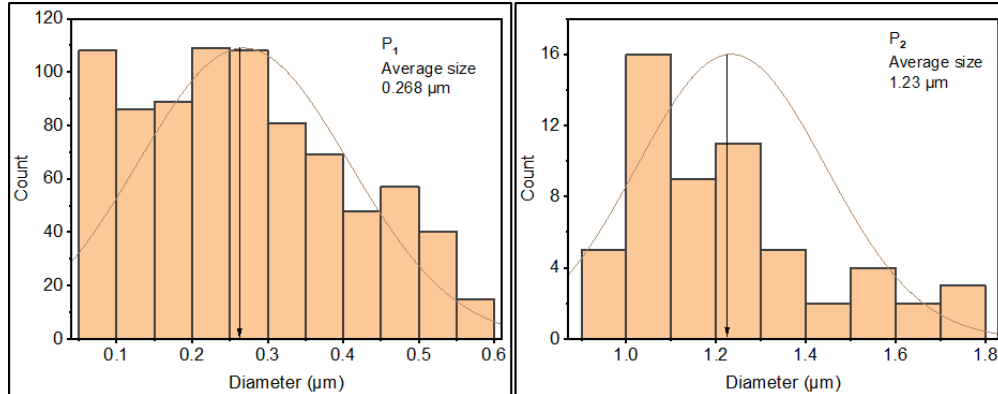 P1
Average size
0.268 µm
Count
120
100
80
60
40
20
0
0.1 0.2 0.3 0.4 0.5 0.6
Diameter (µm)
P2
Average size
1.23 µm
Count
16
12
8
4
0
1.0 1.2 1.4 1.6 1.8
Diameter (µm)